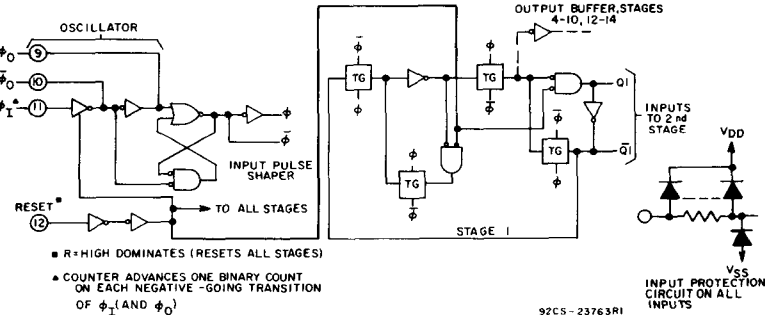 OSCILLATOR
φO 9
φ̅O 10
φI▲ 11
φ
φ̅
INPUT PULSE
SHAPER
RESET■
12
TO ALL STAGES
■ R=HIGH DOMINATES (RESETS ALL STAGES)
▲ COUNTER ADVANCES ONE BINARY COUNT
ON EACH NEGATIVE-GOING TRANSITION
OF φI (AND φO)
OUTPUT BUFFER, STAGES
4-10, 12-14
φ̅
TG
φ
φ
TG
φ̅
φ
TG
φ̅
φ̅
TG
φ
Q1
Q̅1
INPUTS
TO 2nd
STAGE
STAGE 1
VDD
VSS
INPUT PROTECTION
CIRCUIT ON ALL
INPUTS
92CS-23763R1